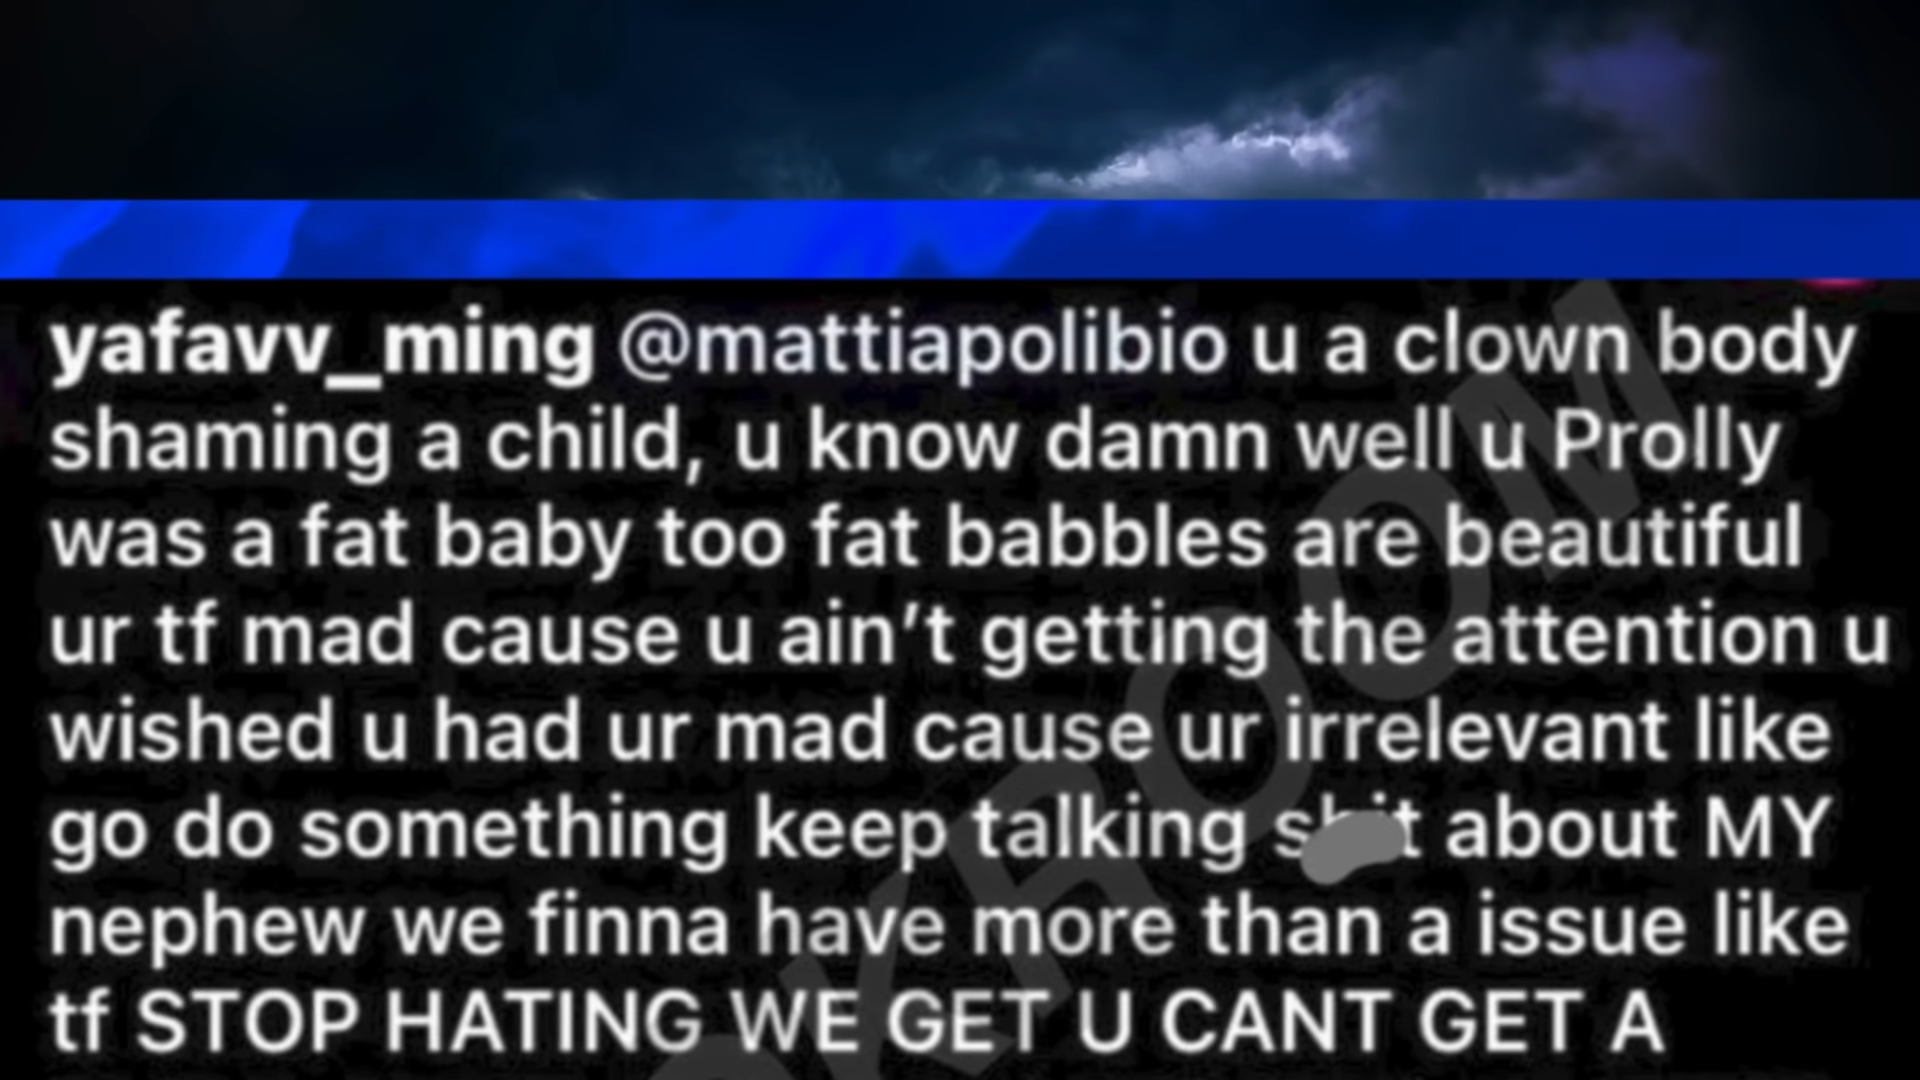 yafavv_ming @mattiapolibio u a clown body
shaming a child, u know damn well u Prolly
was a fat baby too fat babbles are beautiful
ur tf mad cause u ain't getting the attention u
wished u had ur mad cause ur irrelevant like
go do something keep talking shit about MY
nephew we finna have more than a issue like
tf STOP HATING WE GET U CANT GET A
KROOM